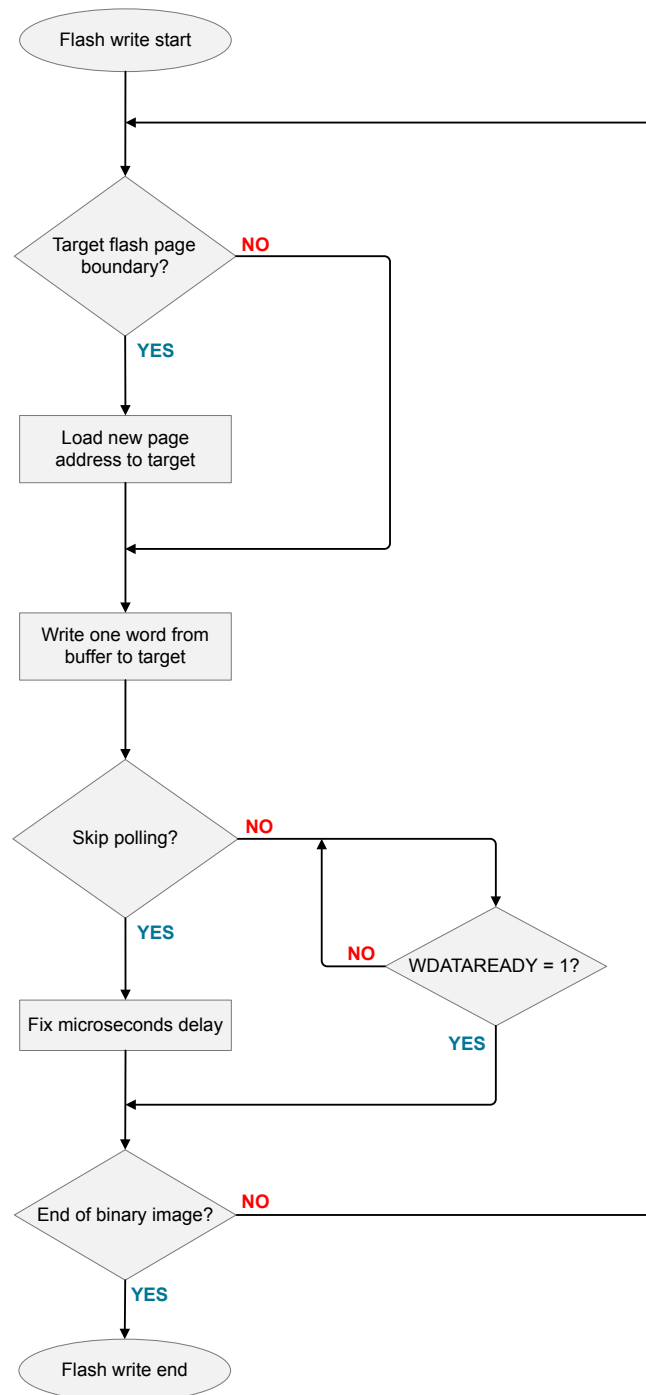 Flash write start
Target flash page
boundary?
NO
YES
Load new page
address to target
Write one word from
buffer to target
Skip polling?
NO
YES
NO
WDATAREADY = 1?
Fix microseconds delay
YES
End of binary image?
NO
YES
Flash write end